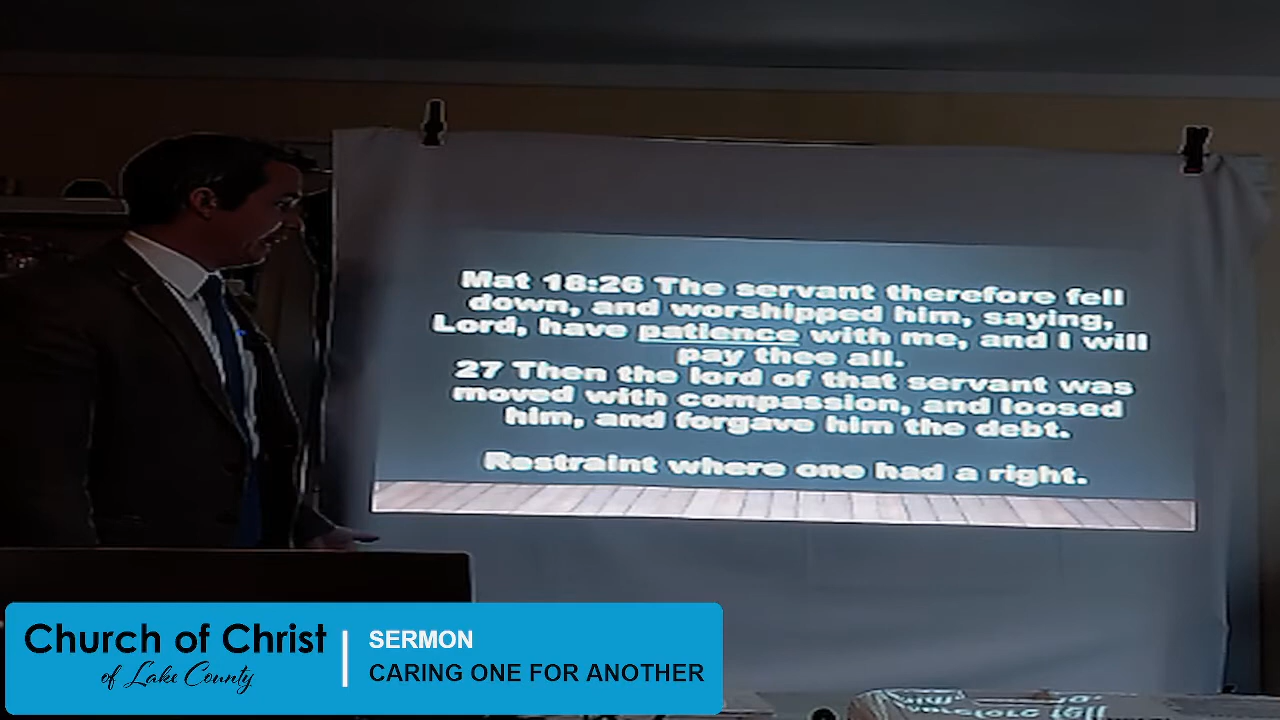 Mat 18:26 The servant therefore fell
down, and worshipped him, saying,
Lord, have patience with me, and I will
pay thee all.
27 Then the lord of that servant was
moved with compassion, and loosed
him, and forgave him the debt.
Restraint where one had a right.
Church of Christ
of Lake County
SERMON
CARING ONE FOR ANOTHER